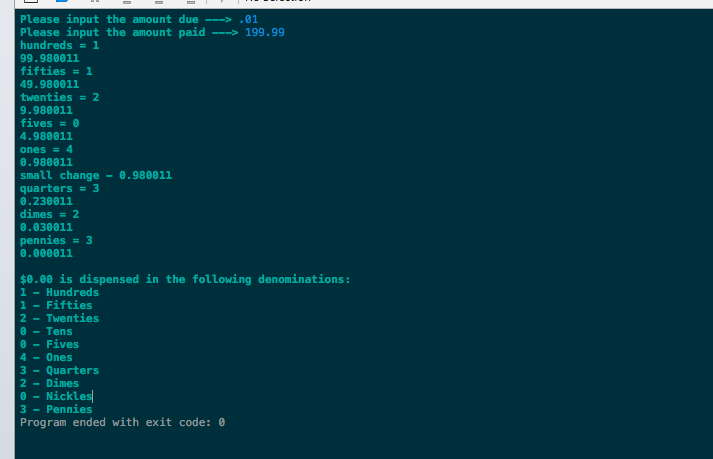 Please input the amount due ---> .01
Please input the amount paid ---> 199.99
hundreds = 1
99.980011
fifties = 1
49.980011
twenties = 2
9.980011
fives = 0
4.980011
ones = 4
0.980011
small change - 0.980011
quarters = 3
0.230011
dimes = 2
0.030011
pennies = 3
0.000011
$0.00 is dispensed in the following denominations:
1 - Hundreds
1 - Fifties
2 - Twenties
0 - Tens
0 - Fives
4 - Ones
3 - Quarters
2 - Dimes
0 - Nickles
3 - Pennies
Program ended with exit code: 0